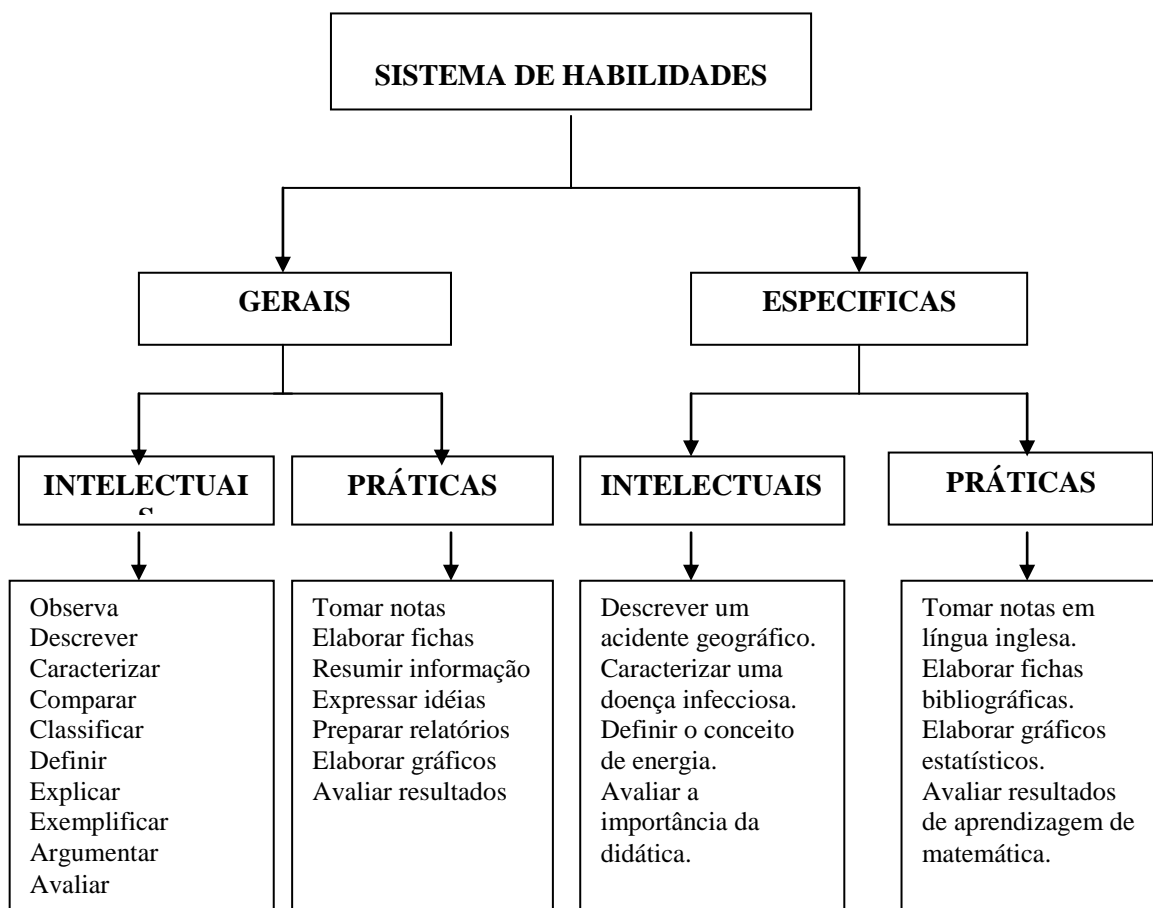 SISTEMA DE HABILIDADES
GERAIS
ESPECIFICAS
INTELECTUAI
S
PRÁTICAS
INTELECTUAIS
PRÁTICAS
Observa
Descrever
Caracterizar
Comparar
Classificar
Definir
Explicar
Exemplificar
Argumentar
Avaliar
Tomar notas
Elaborar fichas
Resumir informação
Expressar idéias
Preparar relatórios
Elaborar gráficos
Avaliar resultados
Descrever um
acidente geográfico.
Caracterizar uma
doença infecciosa.
Definir o conceito
de energia.
Avaliar a
importância da
didática.
Tomar notas em
língua inglesa.
Elaborar fichas
bibliográficas.
Elaborar gráficos
estatísticos.
Avaliar resultados
de aprendizagem de
matemática.